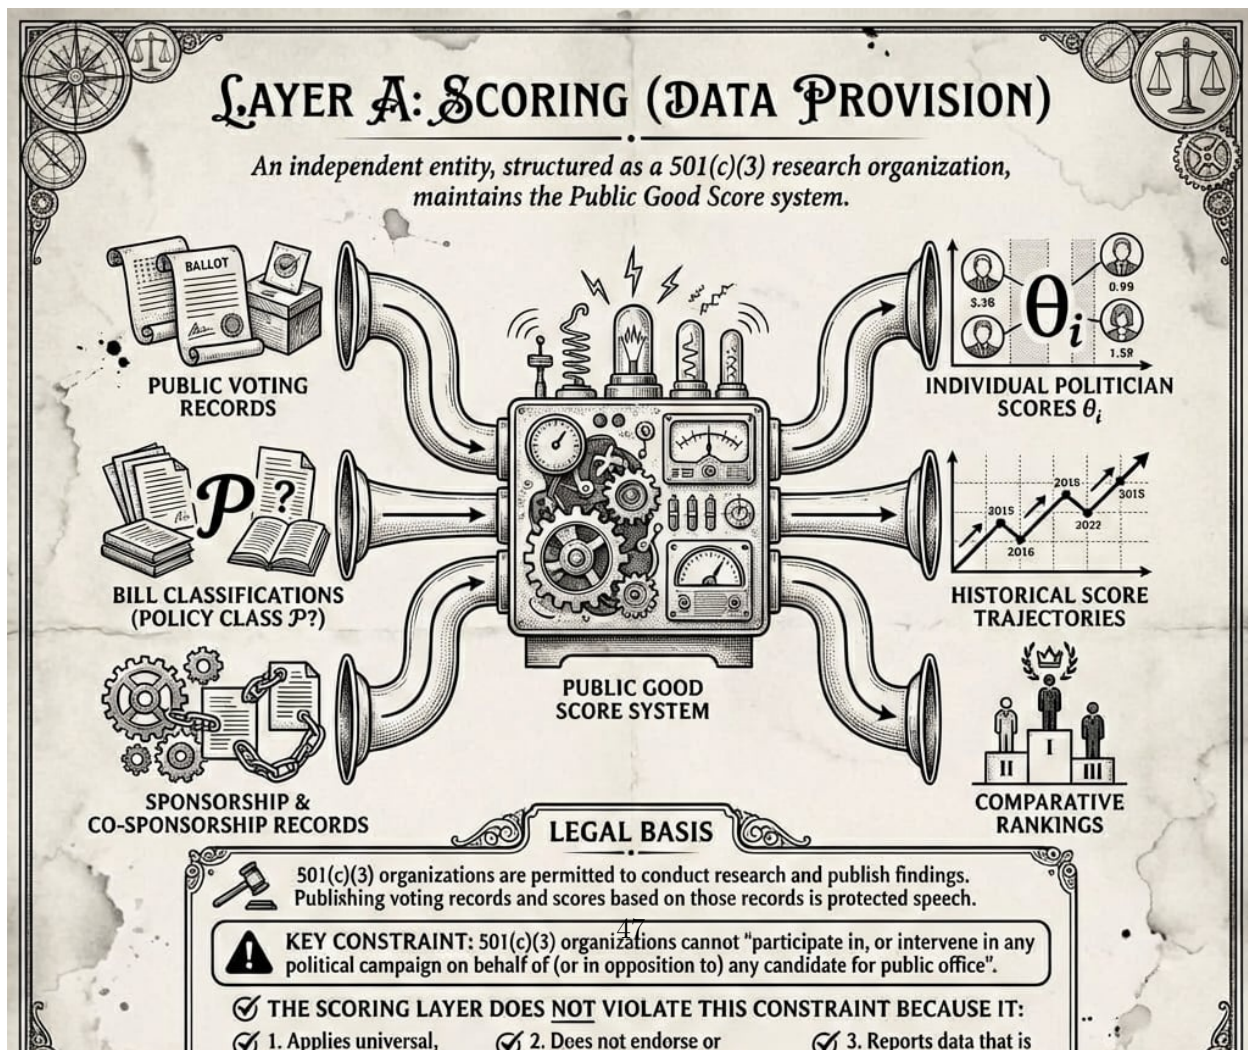 LAYER A: SCORING (DATA PROVISION)
An independent entity, structured as a 501(c)(3) research organization,
maintains the Public Good Score system.
BALLOT
PUBLIC VOTING
RECORDS
P ?
BILL CLASSIFICATIONS
(POLICY CLASS P?)
SPONSORSHIP &
CO-SPONSORSHIP RECORDS
PUBLIC GOOD
SCORE SYSTEM
θi
0.99
INDIVIDUAL POLITICIAN
SCORES θi
2016
2022
HISTORICAL SCORE
TRAJECTORIES
I
II
III
COMPARATIVE
RANKINGS
LEGAL BASIS
501(c)(3) organizations are permitted to conduct research and publish findings.
Publishing voting records and scores based on those records is protected speech.
47
KEY CONSTRAINT: 501(c)(3) organizations cannot "participate in, or intervene in any
political campaign on behalf of (or in opposition to) any candidate for public office".
THE SCORING LAYER DOES NOT VIOLATE THIS CONSTRAINT BECAUSE IT:
1. Applies universal,
2. Does not endorse or
3. Reports data that is